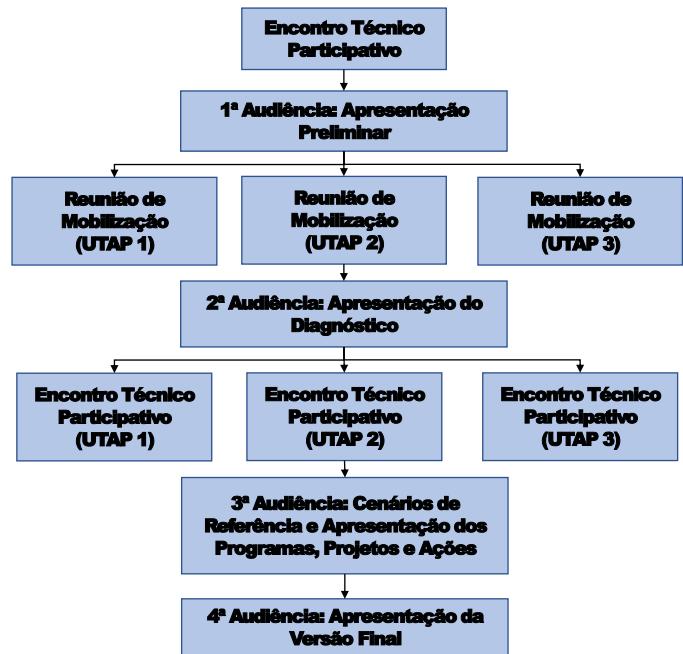 Encontro Técnico
Participativo
1ª Audiência: Apresentação
Preliminar
Reunião de
Mobilização
(UTAP 1)
Reunião de
Mobilização
(UTAP 2)
Reunião de
Mobilização
(UTAP 3)
2ª Audiência: Apresentação do
Diagnóstico
Encontro Técnico
Participativo
(UTAP 1)
Encontro Técnico
Participativo
(UTAP 2)
Encontro Técnico
Participativo
(UTAP 3)
3ª Audiência: Cenários de
Referência e Apresentação dos
Programas, Projetos e Ações
4ª Audiência: Apresentação da
Versão Final